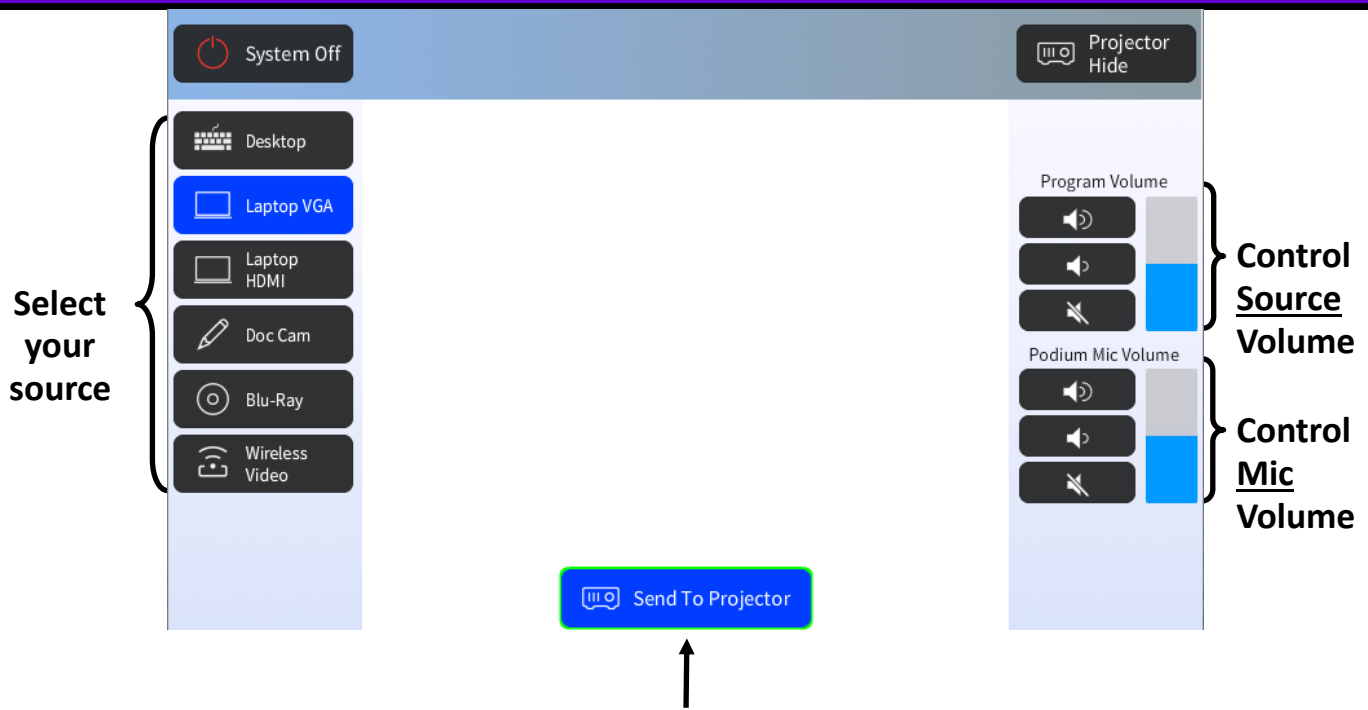 System Off
Projector
Hide
Desktop
Laptop VGA
Laptop
HDMI
Doc Cam
Blu-Ray
Wireless
Video
Select
your
source
Program Volume
Control
Source
Volume
Podium Mic Volume
Control
Mic
Volume
Send To Projector